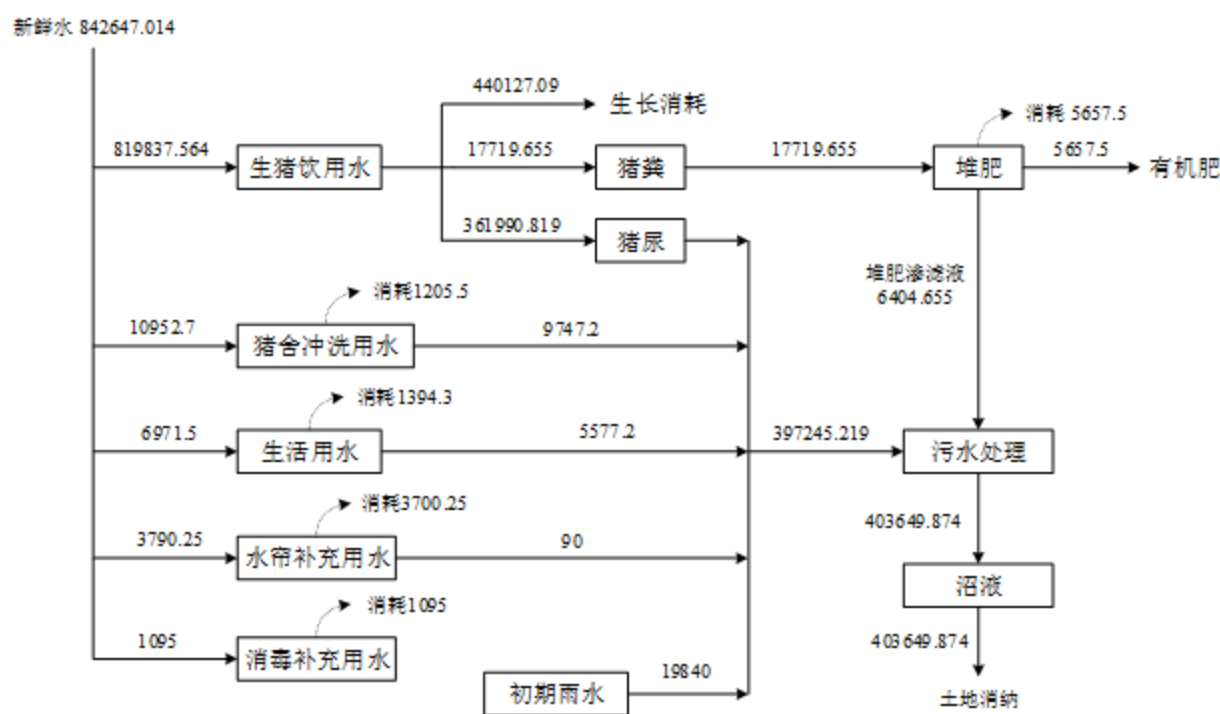 新鲜水 842647.014
440127.09
生长消耗
消耗 5657.5
819837.564
生猪饮用水
17719.655
猪粪
17719.655
堆肥
5657.5
有机肥
361990.819
猪尿
堆肥渗滤液
6404.655
消耗1205.5
10952.7
猪舍冲洗用水
9747.2
消耗1394.3
6971.5
生活用水
5577.2
397245.219
污水处理
消耗3700.25
3790.25
水帘补充用水
90
403649.874
沼液
消耗1095
1095
消毒补充用水
403649.874
初期雨水
19840
土地消纳